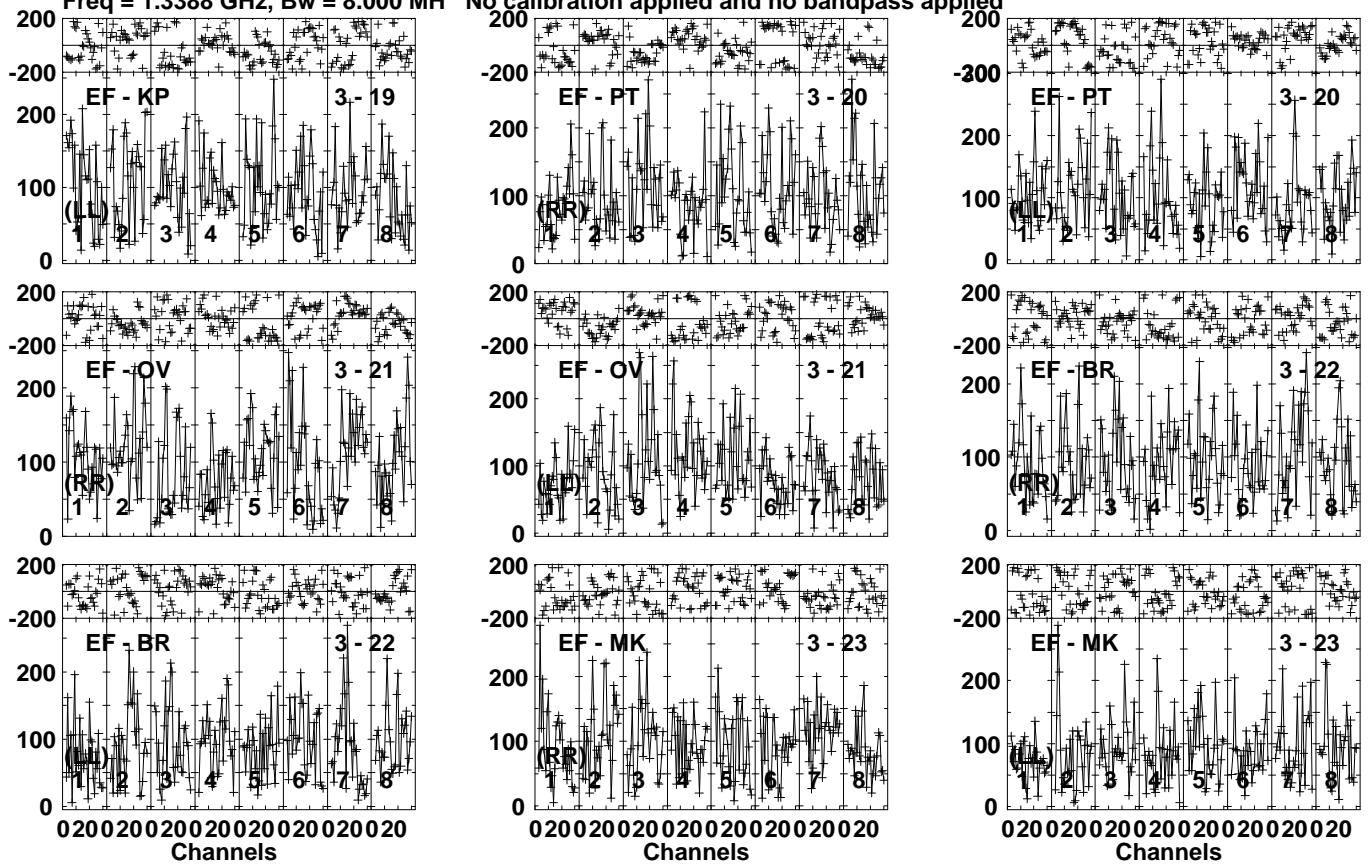 Freq = 1.3388 GHz, Bw = 8.000 MH No calibration applied and no bandpass applied
200
-200
EF - KP 3 - 19
200
100
(LL)
1 2 3 4 5 6 7 8
0
200
-200
EF - PT 3 - 20
200
100
(RR)
1 2 3 4 5 6 7 8
0
200
-200
300
EF - PT 3 - 20
200
100
(LL)
1 2 3 4 5 6 7 8
0
200
-200
EF - OV 3 - 21
200
100
(RR)
1 2 3 4 5 6 7 8
0
200
-200
EF - OV 3 - 21
200
100
(LL)
1 2 3 4 5 6 7 8
0
200
-200
EF - BR 3 - 22
200
100
(RR)
1 2 3 4 5 6 7 8
0
200
-200
EF - BR 3 - 22
200
100
(LL)
1 2 3 4 5 6 7 8
0
0 20 0 20 0 20 0 20 0 20 0 20 0 20 0 20
Channels
200
-200
EF - MK 3 - 23
200
100
(RR)
1 2 3 4 5 6 7 8
0
0 20 0 20 0 20 0 20 0 20 0 20 0 20 0 20
Channels
200
-200
EF - MK 3 - 23
200
100
(LL)
1 2 3 4 5 6 7 8
0
0 20 0 20 0 20 0 20 0 20 0 20 0 20 0 20
Channels